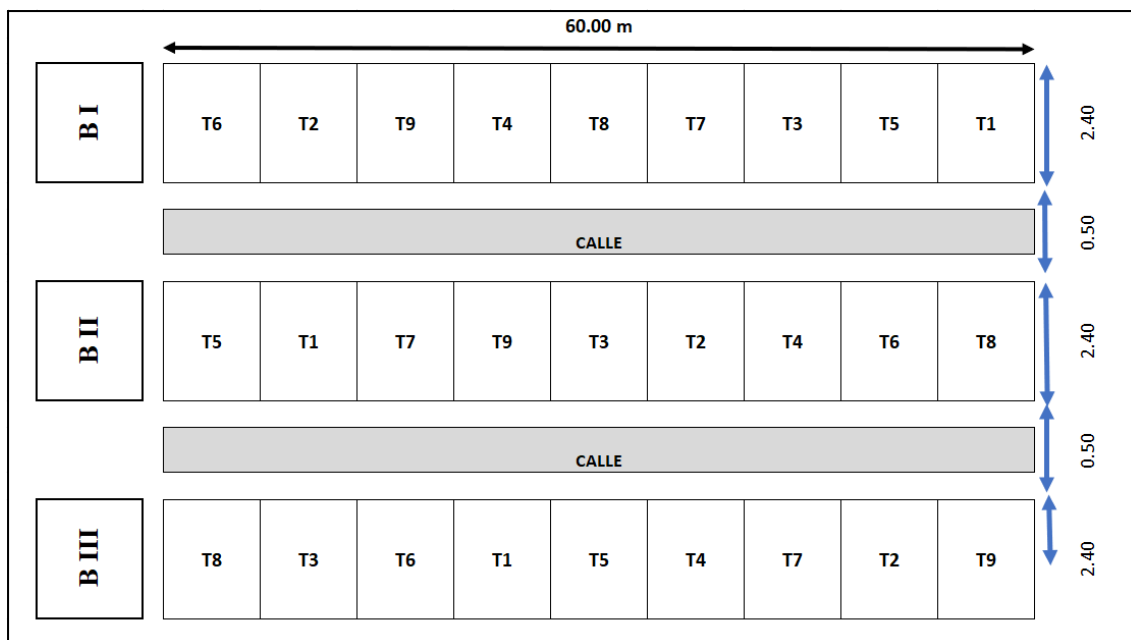 60.00 m
B I
T6 T2 T9 T4 T8 T7 T3 T5 T1
2.40
CALLE
0.50
B II
T5 T1 T7 T9 T3 T2 T4 T6 T8
2.40
CALLE
0.50
B III
T8 T3 T6 T1 T5 T4 T7 T2 T9
2.40